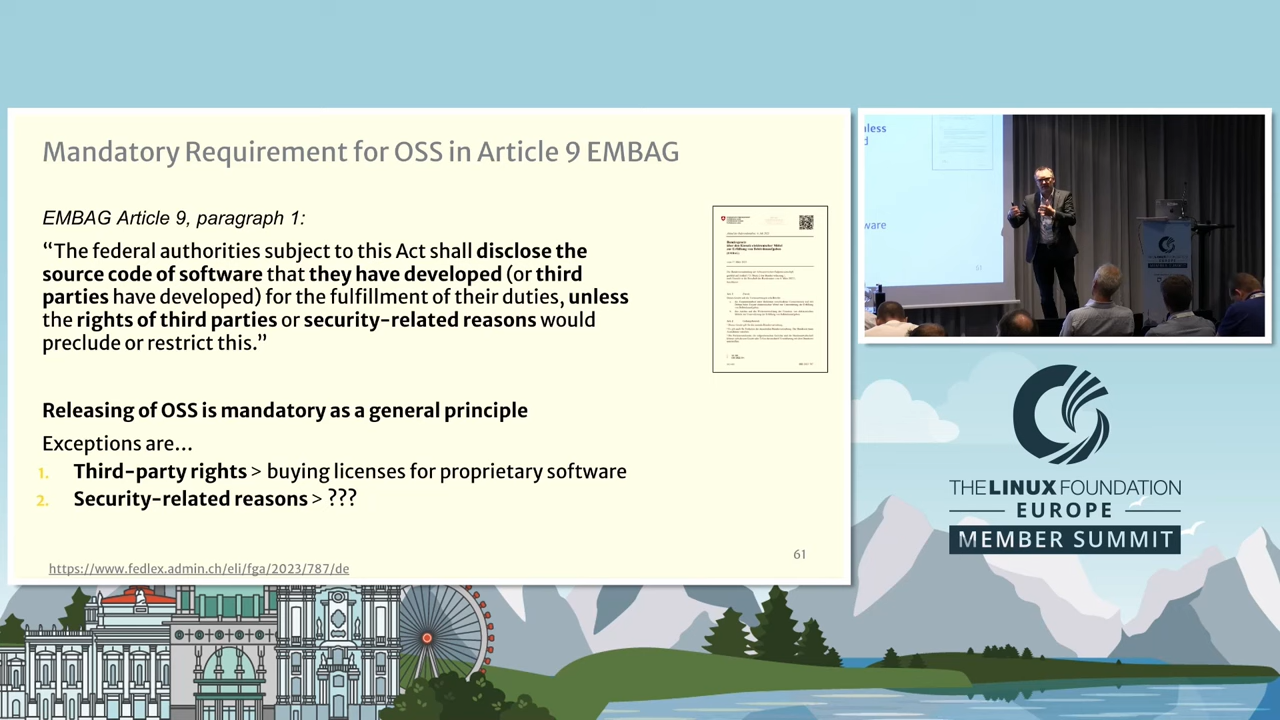 Mandatory Requirement for OSS in Article 9 EMBAG
EMBAG Article 9, paragraph 1:
“The federal authorities subject to this Act shall disclose the
source code of software that they have developed (or third
parties have developed) for the fulfillment of their duties, unless
the rights of third parties or security-related reasons would
preclude or restrict this.”
Releasing of OSS is mandatory as a general principle
Exceptions are…
1. Third-party rights > buying licenses for proprietary software
2. Security-related reasons > ???
https://www.fedlex.admin.ch/eli/fga/2023/787/de
61
THE LINUX FOUNDATION
EUROPE
MEMBER SUMMIT